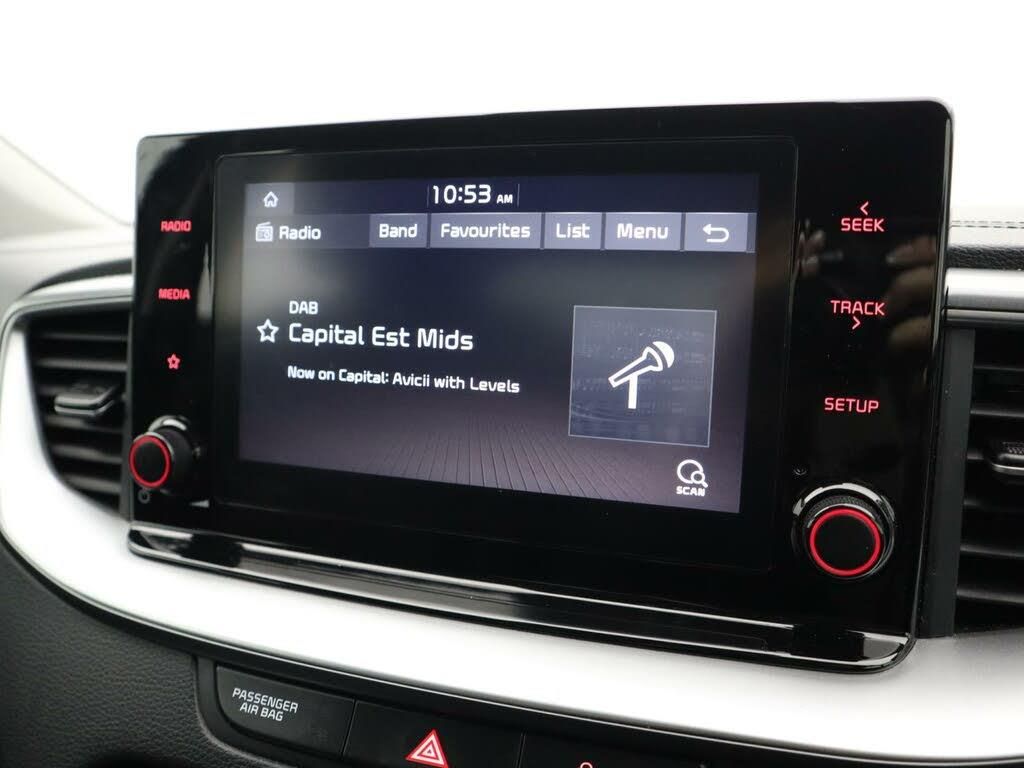 10:53 AM
Radio Band Favourites List Menu
DAB
Capital Est Mids
Now on Capital: Avicii with Levels
SCAN
RADIO
MEDIA
SEEK
TRACK
SETUP
PASSENGER
AIR BAG